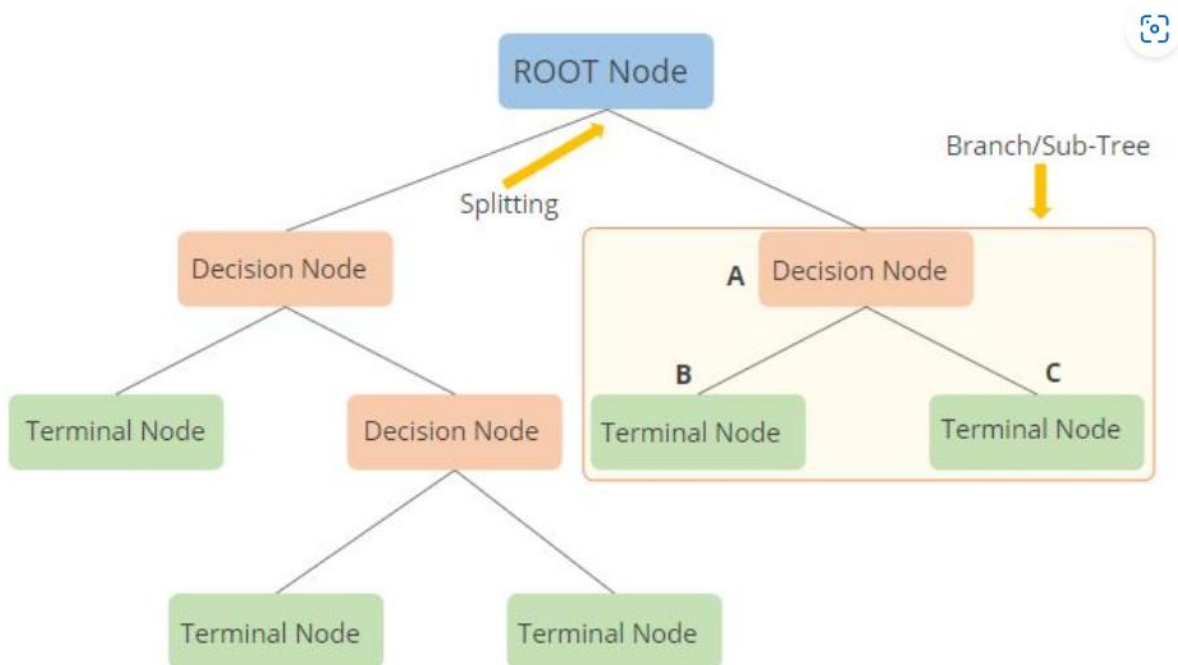 ROOT Node
Branch/Sub-Tree
Splitting
Decision Node
A
Decision Node
B
C
Terminal Node
Decision Node
Terminal Node
Terminal Node
Terminal Node
Terminal Node